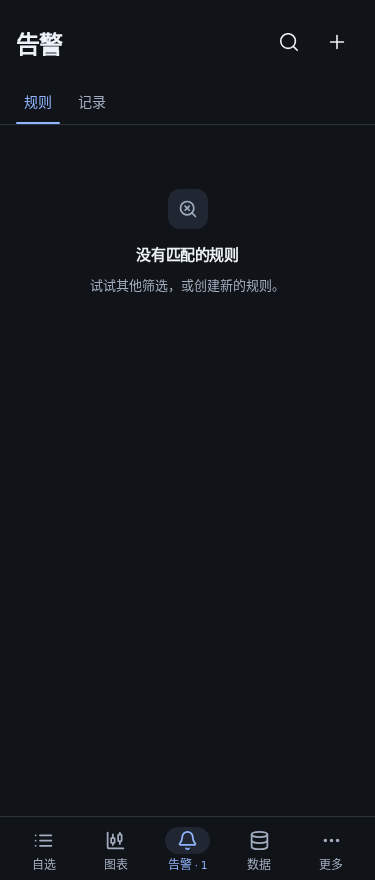 告警
规则 记录
没有匹配的规则
试试其他筛选，或创建新的规则。
自选 图表 告警 · 1 数据 更多